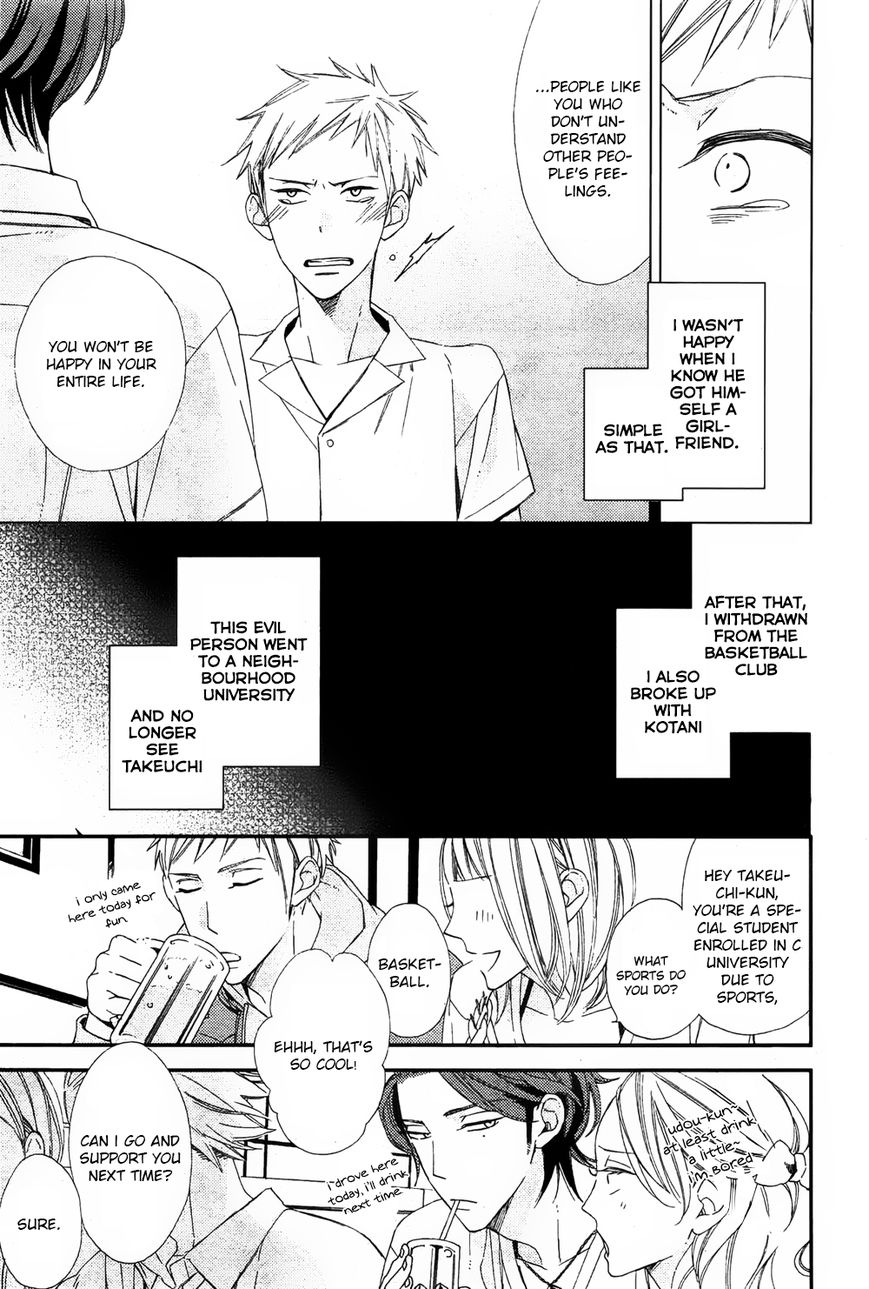 ...PEOPLE LIKE
YOU WHO
DON'T UN-
DERSTAND
OTHER PEO-
PLE'S FEE-
LINGS.
I WASN'T
HAPPY
WHEN I
KNOW HE
GOT HIM-
SELF A
GIRL-
FRIEND.
SIMPLE
AS THAT.
YOU WON'T BE
HAPPY IN YOUR
ENTIRE LIFE.
AFTER THAT,
I WITHDRAWN
FROM THE
BASKETBALL
CLUB
I ALSO
BROKE UP
WITH
KOTANI
THIS EVIL
PERSON WENT
TO A NEIGH-
BOURHOOD
UNIVERSITY
AND NO
LONGER
SEE
TAKEUCHI
HEY TAKEU-
CHI-KUN,
YOU'RE A SPE-
CIAL STUDENT
ENROLLED IN C
UNIVERSITY
DUE TO
SPORTS,
WHAT
SPORTS DO
YOU DO?
BASKET-
BALL.
i only came
here today for
fun
EHHH, THAT'S
SO COOL!
udou-kun~
at least drink
a little~
i'm bored
i drove here
today, i'll drink
next time
CAN I GO AND
SUPPORT YOU
NEXT TIME?
SURE.